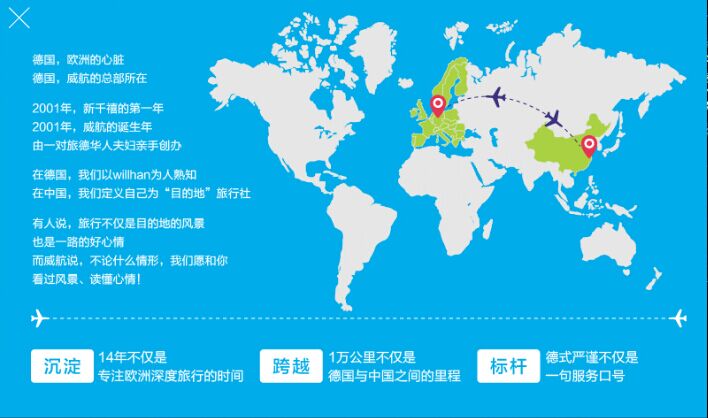 德国，欧洲的心脏
德国，威航的总部所在
2001年，新千禧的第一年
2001年，威航的诞生年
由一对旅德华人夫妇亲手创办
在德国，我们以willhan为人熟知
在中国，我们定义自己为“目的地”旅行社
有人说，旅行不仅是目的地的风景
也是一路的好心情
而威航说，不论什么情形，我们愿和你
看过风景、读懂心情！
沉淀
14年不仅是
专注欧洲深度旅行的时间
跨越
1万公里不仅是
德国与中国之间的里程
标杆
德式严谨不仅是
一句服务口号